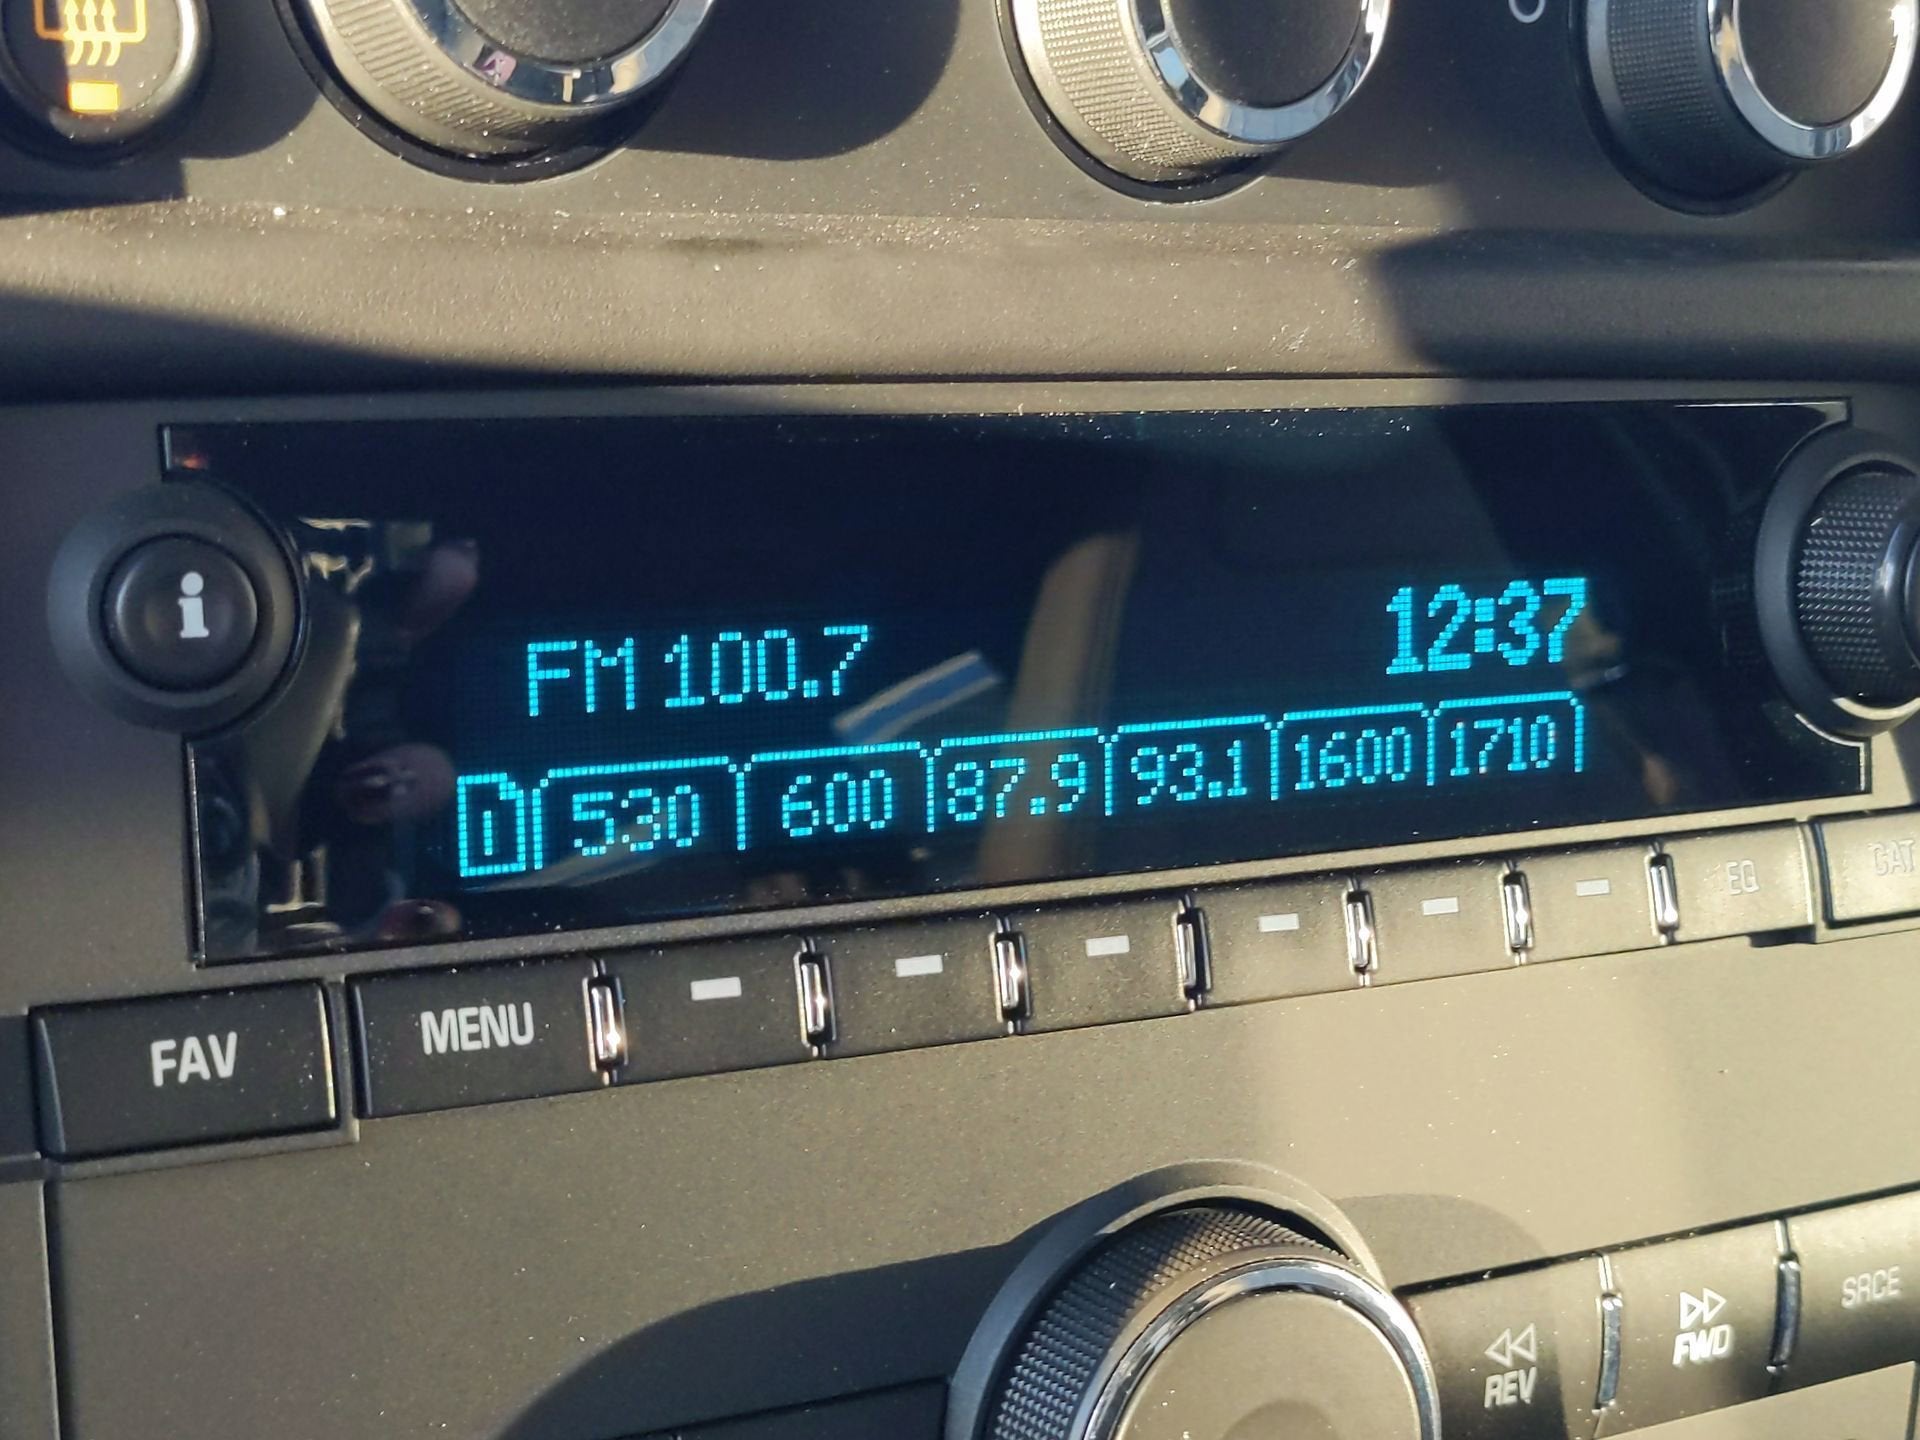 i
FM 100.7 12:37
1 530 600 87.9 93.1 1600 1710
FAV MENU EQ CAT
REV FWD SRCE